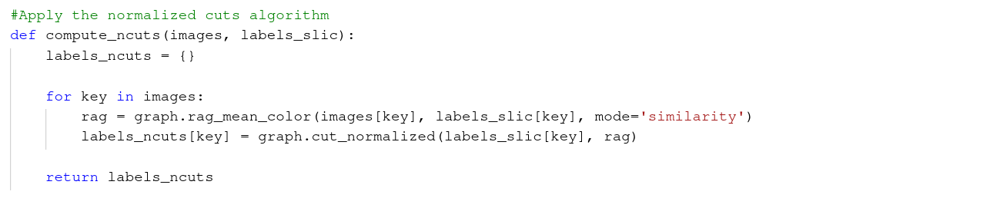 #Apply the normalized cuts algorithm
def compute_ncuts(images, labels_slic):
    labels_ncuts = {}
    for key in images:
        rag = graph.rag_mean_color(images[key], labels_slic[key], mode='similarity')
        labels_ncuts[key] = graph.cut_normalized(labels_slic[key], rag)
    return labels_ncuts